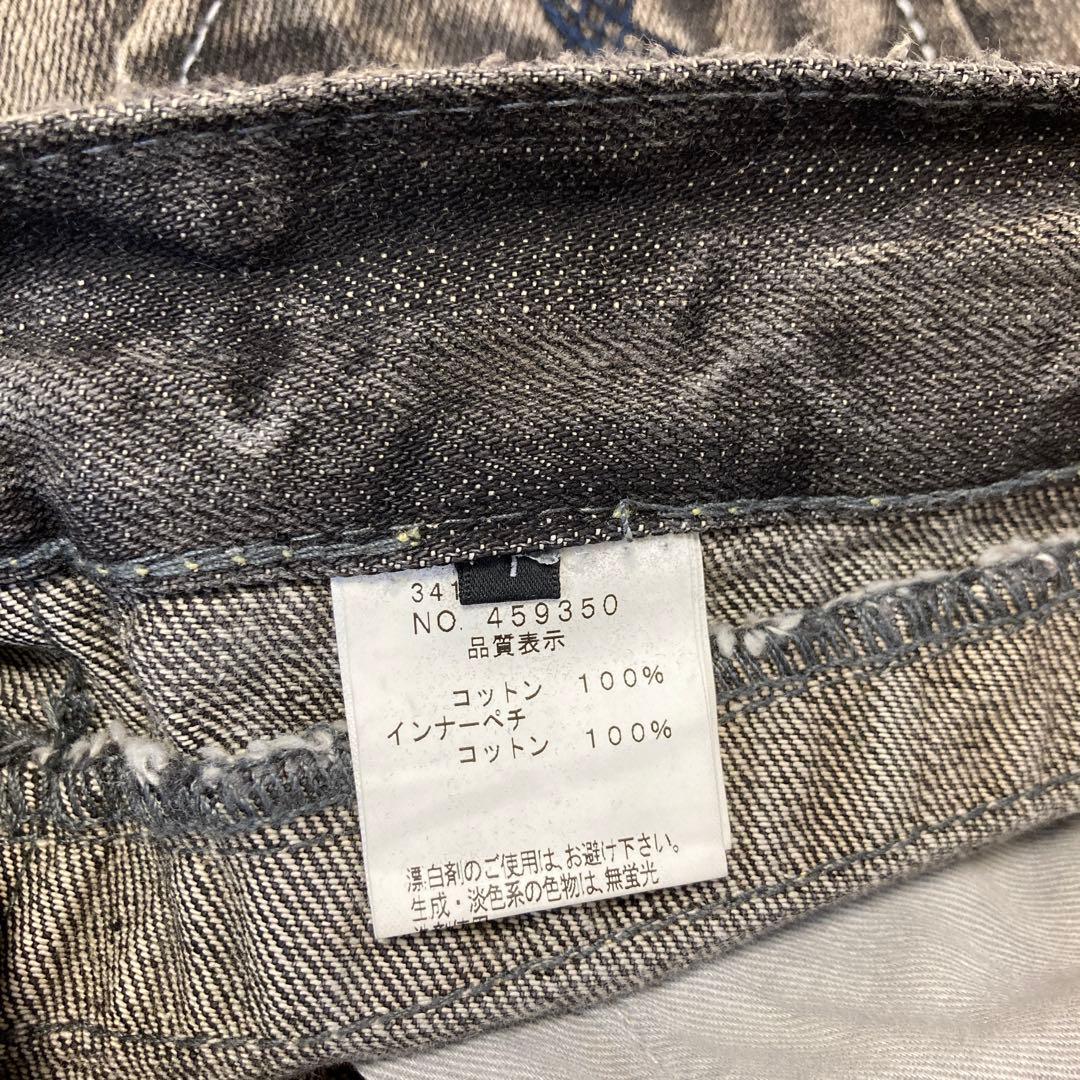 341
NO. 459350
品質表示
コットン 100%
インナーペチ
コットン 100%
漂白剤のご使用は、お避け下さい。
生成・淡色系の色物は、無蛍光